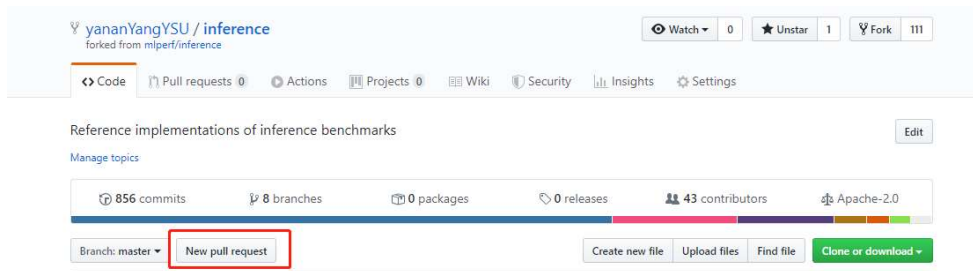 yananYangYSU / inference
Watch 0 Unstar 1 Fork 111
forked from mlperf/inference
Code Pull requests 0 Actions Projects 0 Wiki Security Insights Settings
Reference implementations of inference benchmarks Edit
Manage topics
856 commits 8 branches 0 packages 0 releases 43 contributors Apache-2.0
Branch: master New pull request Create new file Upload files Find file Clone or download